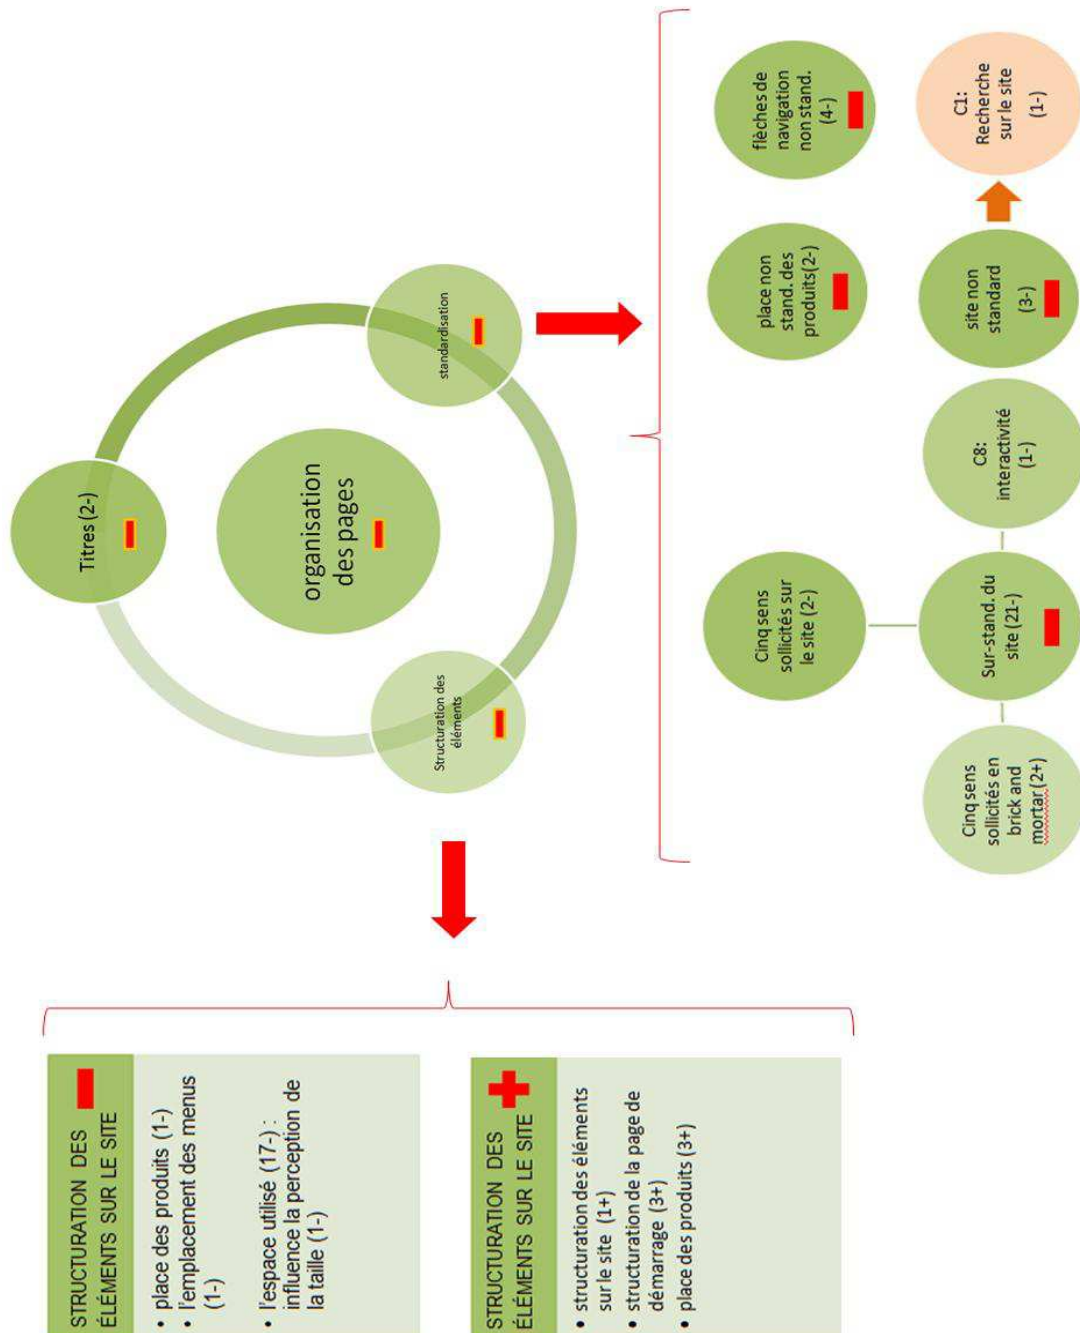 STRUCTURATION DES
ÉLÉMENTS SUR LE SITE
• place des produits (1-)
• l'emplacement des menus
(1-)
• l'espace utilisé (17-) :
influence la perception de
la taille (1-)
STRUCTURATION DES
ÉLÉMENTS SUR LE SITE
• structuration des éléments
sur le site (1+)
• structuration de la page de
démarrage (3+)
• place des produits (3+)
Titres (2-)
organisation
des pages
Structuration des
éléments
standardisation
Cinq sens
sollicités sur
le site (2-)
place non
stand. des
produits(2-)
flèches de
navigation
non stand.
(4-)
Cinq sens
sollicités en
brick and
mortar (2+)
Sur-stand. du
site (21-)
C8:
interactivité
(1-)
site non
standard
(3-)
C1:
Recherche
sur le site
(1-)